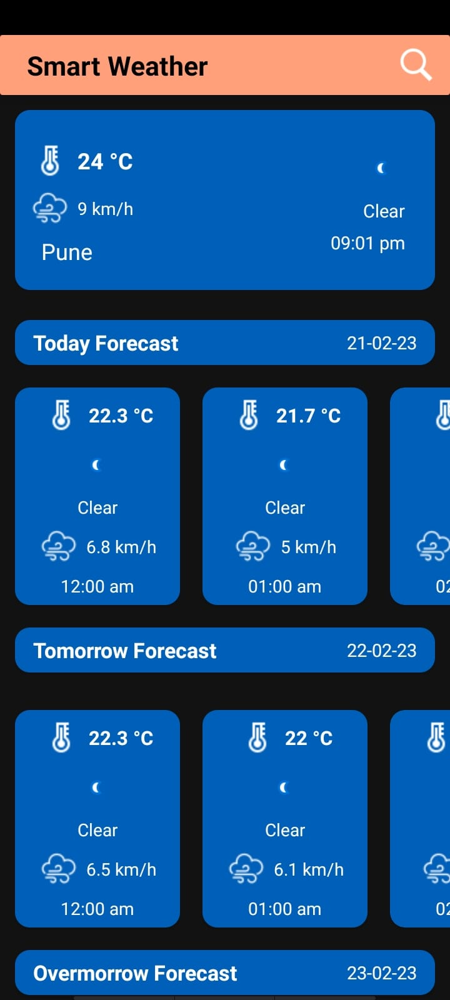 Smart Weather
24 °C
9 km/h
Clear
Pune
09:01 pm
Today Forecast 21-02-23
22.3 °C 21.7 °C
Clear Clear
6.8 km/h 5 km/h
12:00 am 01:00 am
Tomorrow Forecast 22-02-23
22.3 °C 22 °C
Clear Clear
6.5 km/h 6.1 km/h
12:00 am 01:00 am
Overmorrow Forecast 23-02-23